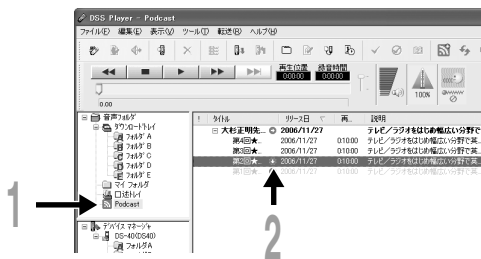 DSS Player - Podcast
ファイル(F) 編集(E) 表示(V) ツール(T) 転送(R) ヘルプ(H)
再生位置 録音時間
0:00:00 0:00:00
0.00
100%
音声フォルダ
ダウンロードトレイ
フォルダ A
フォルダ B
フォルダ C
フォルダ D
フォルダ E
マイ フォルダ
口述トレイ
Podcast
デバイス マネージャ
DS-40(DS40)
フォルダA
! タイトル リリース日 再... 説明
大杉正明先... 2006/11/27 テレビ/ラジオをはじめ幅広い分野で
第4回★... 2006/11/27 0:10:00 テレビ/ラジオをはじめ幅広い分野で英...
第3回★... 2006/11/27 0:10:00 テレビ/ラジオをはじめ幅広い分野で英...
第2回★... 2006/11/27 0:10:00 テレビ/ラジオをはじめ幅広い分野で英...
2006/11/27 0:10:00 テレビ/ラジオをはじめ幅広い分野で英...
1
2